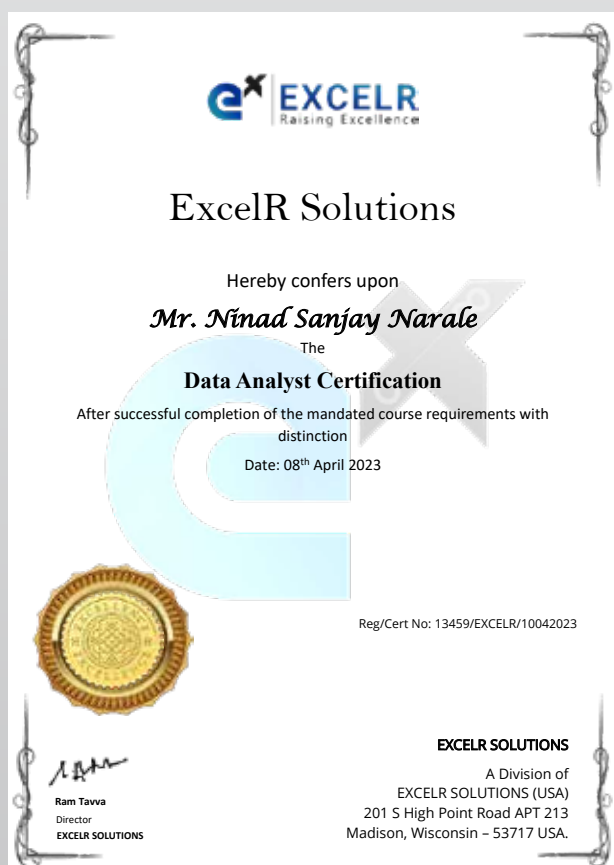 ex EXCELR
Raising Excellence
ExcelR Solutions
Hereby confers upon
Mr. Ninad Sanjay Narale
The
Data Analyst Certification
After successful completion of the mandated course requirements with
distinction
Date: 08th April 2023
EXCELLENCE
EXCELLENCE
Reg/Cert No: 13459/EXCELR/10042023
Ram Tavva
Director
EXCELR SOLUTIONS
EXCELR SOLUTIONS
A Division of
EXCELR SOLUTIONS (USA)
201 S High Point Road APT 213
Madison, Wisconsin – 53717 USA.